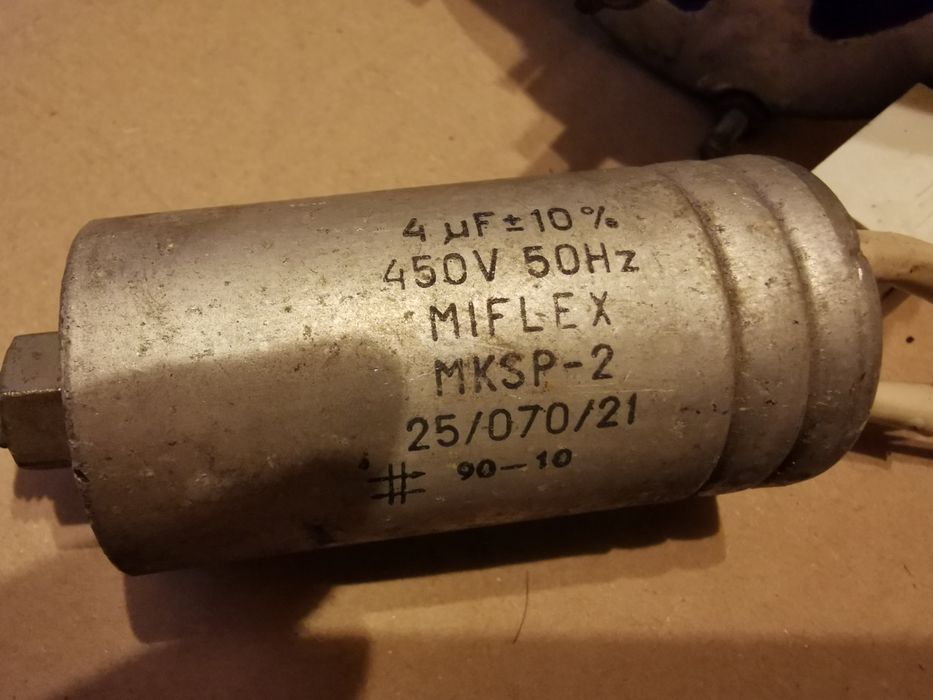 4 µF ± 10 %
450V 50Hz
MIFLEX
MKSP-2
25/070/21
90-10